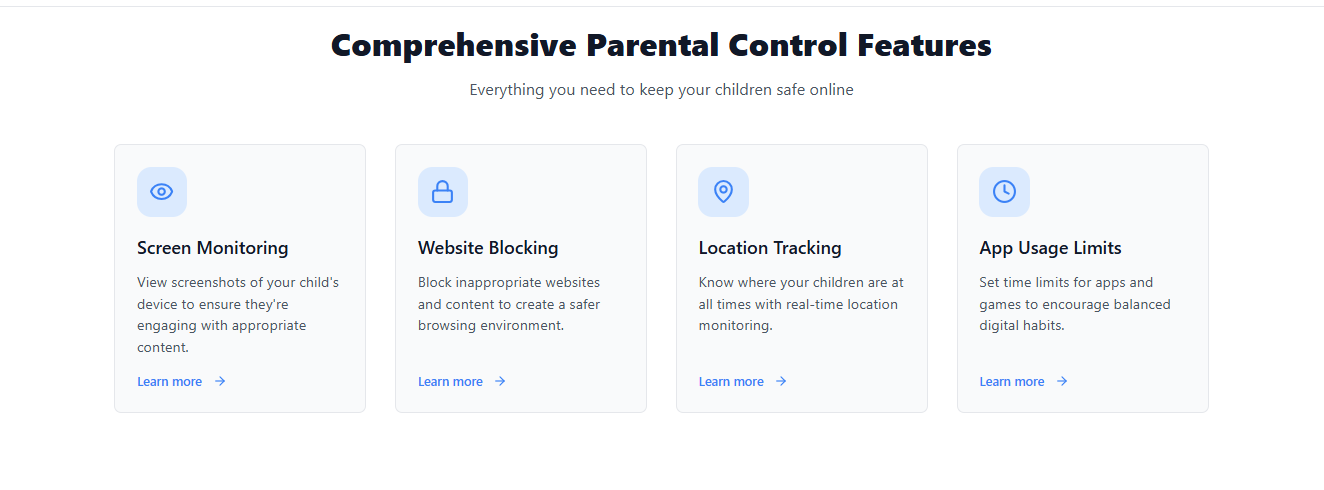 Comprehensive Parental Control Features
Everything you need to keep your children safe online
Screen Monitoring
View screenshots of your child's
device to ensure they're
engaging with appropriate
content.
Learn more
Website Blocking
Block inappropriate websites
and content to create a safer
browsing environment.
Learn more
Location Tracking
Know where your children are at
all times with real-time location
monitoring.
Learn more
App Usage Limits
Set time limits for apps and
games to encourage balanced
digital habits.
Learn more